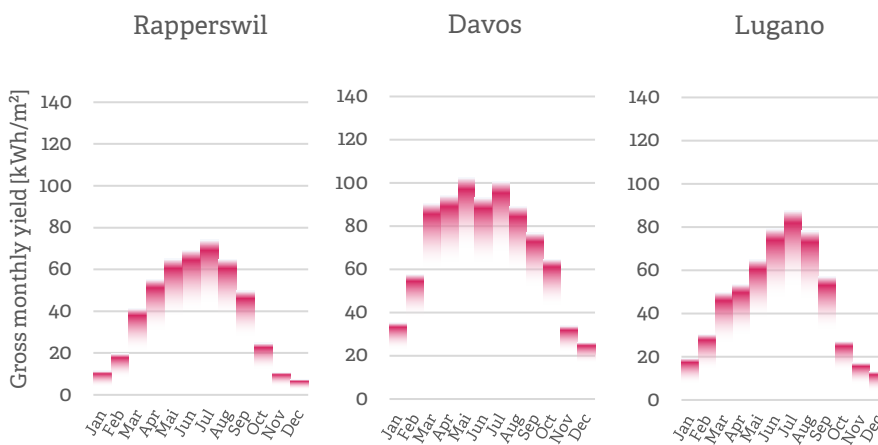 Rapperswil
Davos
Lugano
Gross monthly yield [kWh/m²]
140
120
100
80
60
40
20
0
Jan
Feb
Mar
Apr
Mai
Jun
Jul
Aug
Sep
Oct
Nov
Dec
140
120
100
80
60
40
20
0
Jan
Feb
Mar
Apr
Mai
Jun
Jul
Aug
Sep
Oct
Nov
Dec
140
120
100
80
60
40
20
0
Jan
Feb
Mar
Apr
Mai
Jun
Jul
Aug
Sep
Oct
Nov
Dec